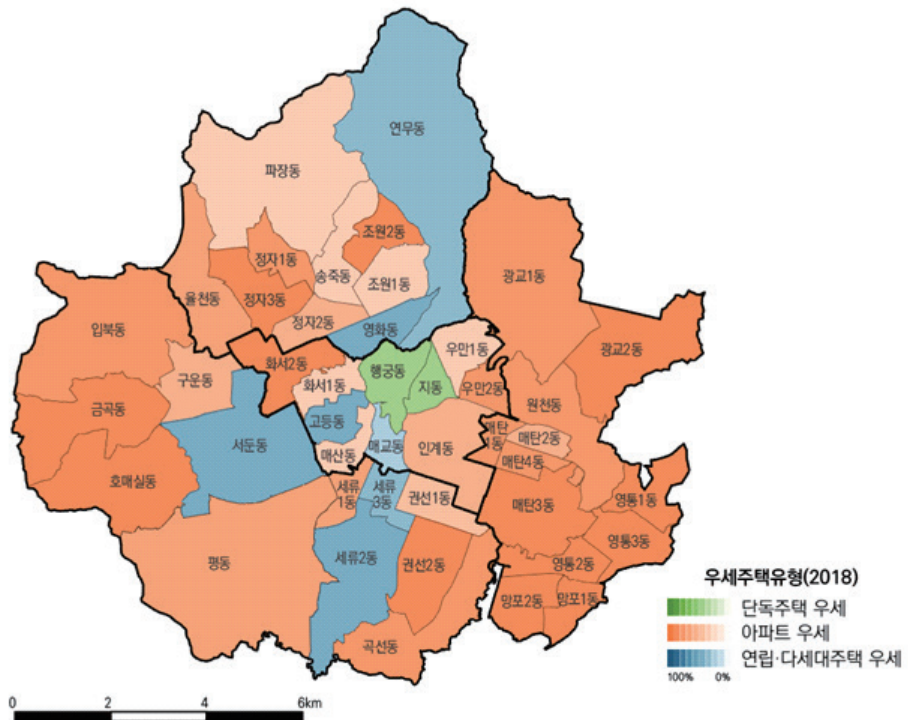 연무동
파장동
조원2동
정자1동
송죽동
조원1동
광교1동
율천동
정자3동
정자2동
영화동
입북동
우만1동
광교2동
화서2동
행궁동
구운동
화서1동
지동
우만2동
금곡동
고등동
원천동
서둔동
매교동
인계동
매탄
1동
매탄2동
매산동
매탄4동
호매실동
세류
1동
세류
3동
권선1동
매탄3동
영통1동
영통3동
평동
세류2동
권선2동
영통2동
망포2동
망포1동
곡선동
우세주택유형(2018)
단독주택 우세
아파트 우세
연립·다세대주택 우세
100% 0%
0 2 4 6km